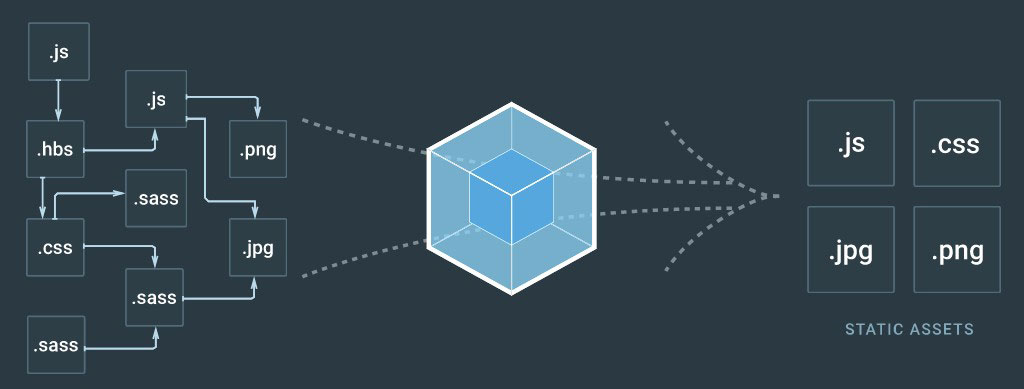 .js
.js
.hbs
.png
.sass
.css
.jpg
.sass
.sass
.js
.css
.jpg
.png
STATIC ASSETS